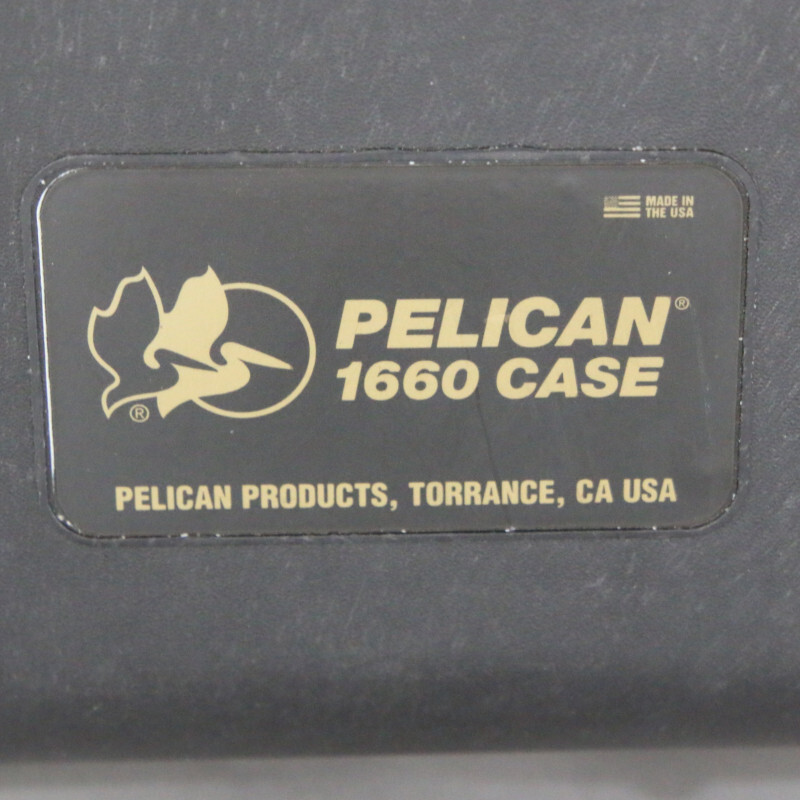 MADE IN
THE USA
PELICAN®
1660 CASE
®
PELICAN PRODUCTS, TORRANCE, CA USA